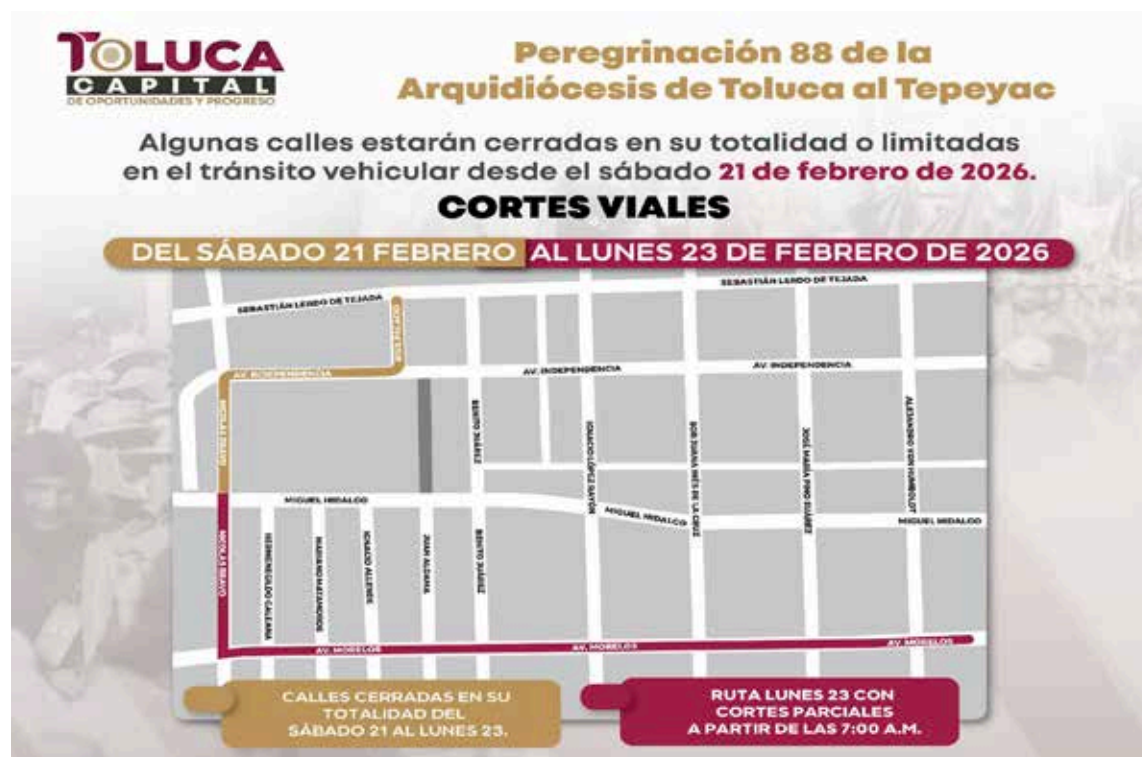 TOLUCA
CAPITAL
DE OPORTUNIDADES Y PROGRESO
Peregrinación 88 de la
Arquidiócesis de Toluca al Tepeyac
Algunas calles estarán cerradas en su totalidad o limitadas
en el tránsito vehicular desde el sábado 21 de febrero de 2026.
CORTES VIALES
DEL SÁBADO 21 FEBRERO AL LUNES 23 DE FEBRERO DE 2026
SEBASTIÁN LERDO DE TEJADA
SEBASTIÁN LERDO DE TEJADA
AV. INDEPENDENCIA
AV. INDEPENDENCIA
AV. INDEPENDENCIA
NICOLÁS BRAVO
BENITO JUÁREZ
IGNACIO LÓPEZ RAYÓN
SOR JUANA INÉS DE LA CRUZ
JOSÉ MARÍA PINO SUÁREZ
ALEJANDRO VON HUMBOLDT
MIGUEL HIDALGO
MIGUEL HIDALGO
MIGUEL HIDALGO
NICOLÁS BRAVO
HERMENEGILDO GALEANA
MARIANO MATAMOROS
IGNACIO ALLENDE
JUAN ALDAMA
BENITO JUÁREZ
AV. MORELOS
AV. MORELOS
AV. MORELOS
CALLES CERRADAS EN SU
TOTALIDAD DEL
SÁBADO 21 AL LUNES 23.
RUTA LUNES 23 CON
CORTES PARCIALES
A PARTIR DE LAS 7:00 A.M.